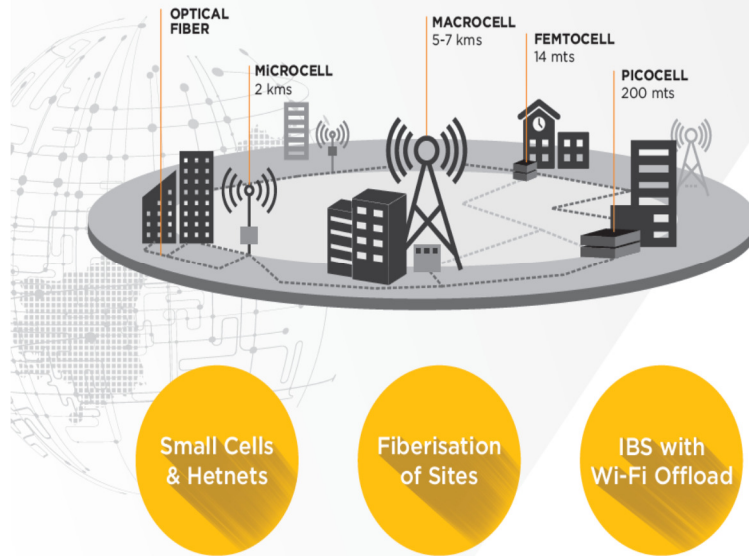 OPTICAL
FIBER
MiCROCELL
2 kms
MACROCELL
5-7 kms
FEMTOCELL
14 mts
PICOCELL
200 mts
Small Cells
& Hetnets
Fiberisation
of Sites
IBS with
Wi-Fi Offload